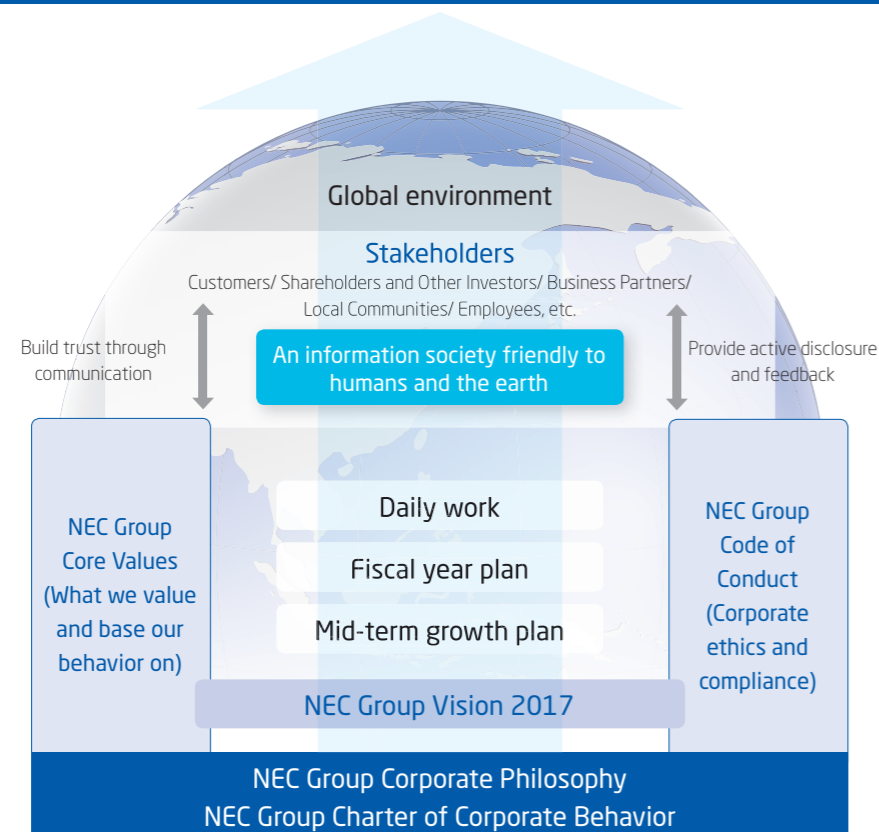 Global environment
Stakeholders
Customers/ Shareholders and Other Investors/ Business Partners/
Local Communities/ Employees, etc.
Build trust through
communication
An information society friendly to
humans and the earth
Provide active disclosure
and feedback
NEC Group
Core Values
(What we value
and base our
behavior on)
Daily work
Fiscal year plan
Mid-term growth plan
NEC Group
Code of
Conduct
(Corporate
ethics and
compliance)
NEC Group Vision 2017
NEC Group Corporate Philosophy
NEC Group Charter of Corporate Behavior